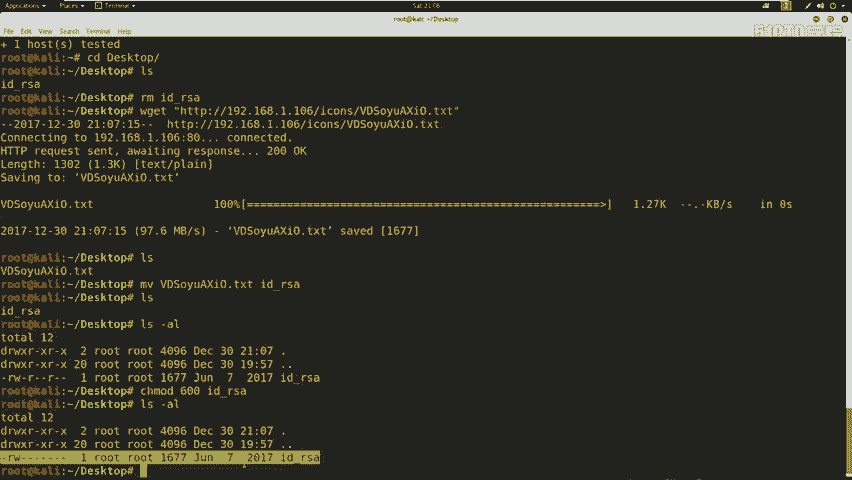 Applications Places Terminal Sat 21:08
root@kali: ~/Desktop
File Edit View Search Terminal Help
+ 1 host(s) tested
root@kali:~# cd Desktop/
root@kali:~/Desktop# ls
id_rsa
root@kali:~/Desktop# rm id_rsa
root@kali:~/Desktop# wget "http://192.168.1.106/icons/VDSoyuAXiO.txt"
--2017-12-30 21:07:15-- http://192.168.1.106/icons/VDSoyuAXiO.txt
Connecting to 192.168.1.106:80... connected.
HTTP request sent, awaiting response... 200 OK
Length: 1302 (1.3K) [text/plain]
Saving to: ‘VDSoyuAXiO.txt’
VDSoyuAXiO.txt 100%[===================================================>] 1.27K --.-KB/s in 0s
2017-12-30 21:07:15 (97.6 MB/s) - ‘VDSoyuAXiO.txt’ saved [1677]
root@kali:~/Desktop# ls
VDSoyuAXiO.txt
root@kali:~/Desktop# mv VDSoyuAXiO.txt id_rsa
root@kali:~/Desktop# ls
id_rsa
root@kali:~/Desktop# ls -al
total 12
drwxr-xr-x 2 root root 4096 Dec 30 21:07 .
drwxr-xr-x 20 root root 4096 Dec 30 19:57 ..
-rw-r--r-- 1 root root 1677 Jun 7 2017 id_rsa
root@kali:~/Desktop# chmod 600 id_rsa
root@kali:~/Desktop# ls -al
total 12
drwxr-xr-x 2 root root 4096 Dec 30 21:07 .
drwxr-xr-x 20 root root 4096 Dec 30 19:57 ..
-rw------- 1 root root 1677 Jun 7 2017 id_rsa
root@kali:~/Desktop#